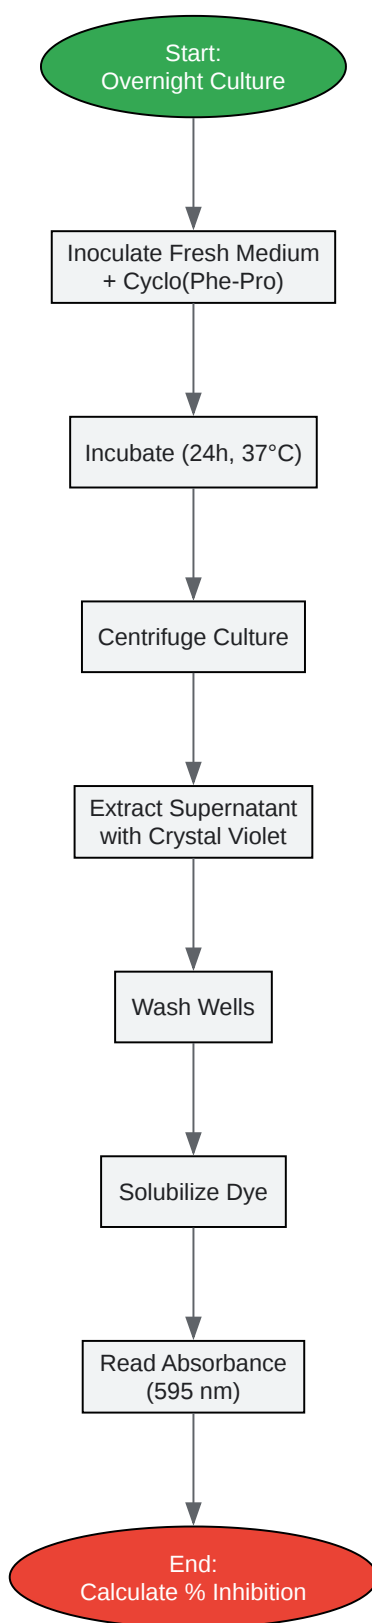 Start:
Overnight Culture
Inoculate Fresh Medium
+ Cyclo(Phe-Pro)
Incubate (24h, 37°C)
Centrifuge Culture
Extract Supernatant
with Crystal Violet
Wash Wells
Solubilize Dye
Read Absorbance
(595 nm)
End:
Calculate % Inhibition